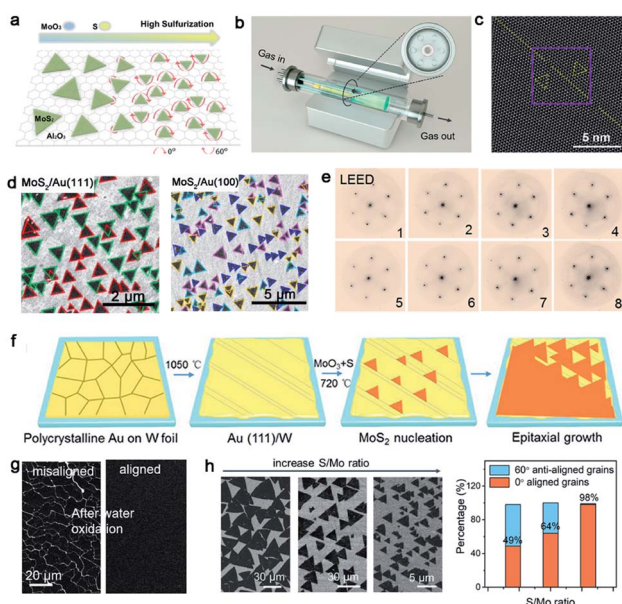 a
MoO₃
S
High Sulfurization
MoS₂
Al₂O₃
0°
60°
b
Gas in
Gas out
c
5 nm
d
MoS₂/Au(111)
MoS₂/Au(100)
2 μm
5 μm
e
LEED
1
2
3
4
5
6
7
8
f
1050 ℃
MoO₃+S
720 ℃
Polycrystalline Au on W foil
Au (111)/W
MoS₂ nucleation
Epitaxial growth
g
misaligned
aligned
After water
oxidation
20 μm
h
increase S/Mo ratio
30 μm
30 μm
5 μm
Percentage (%)
100
50
0
60° anti-aligned grains
0° aligned grains
49%
64%
98%
S/Mo ratio